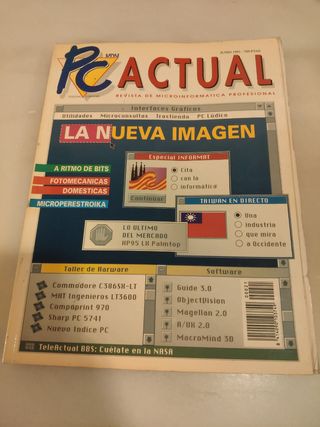 PC
ACTUAL
REVISTA DE MICROINFORMATICA PROFESIONAL
Interfaces Gráficos
Utilidades Microconsultas Trastienda PC Lúdico
LA NUEVA IMAGEN
A RITMO DE BITS
FOTOMECANICAS
DOMESTICAS
MICROPERESTROIKA
Especial INFORMAT
Cita
con la
informática
Continuar
TAIWAN EN DIRECTO
Una
industria
que mira
a Occidente
LO ULTIMO
DEL MERCADO
HP95 LX Palmtop
Taller de Harware
Commodore C386SX-LT
MHT Ingenieros LT3600
Compaprint 970
Sharp PC 5741
Nuevo Indice PC
Software
Guide 3.0
ObjectVision
Magellan 2.0
A/UX 2.0
MacroMind 3D
TeleActual BBS: Cuélate en la NASA